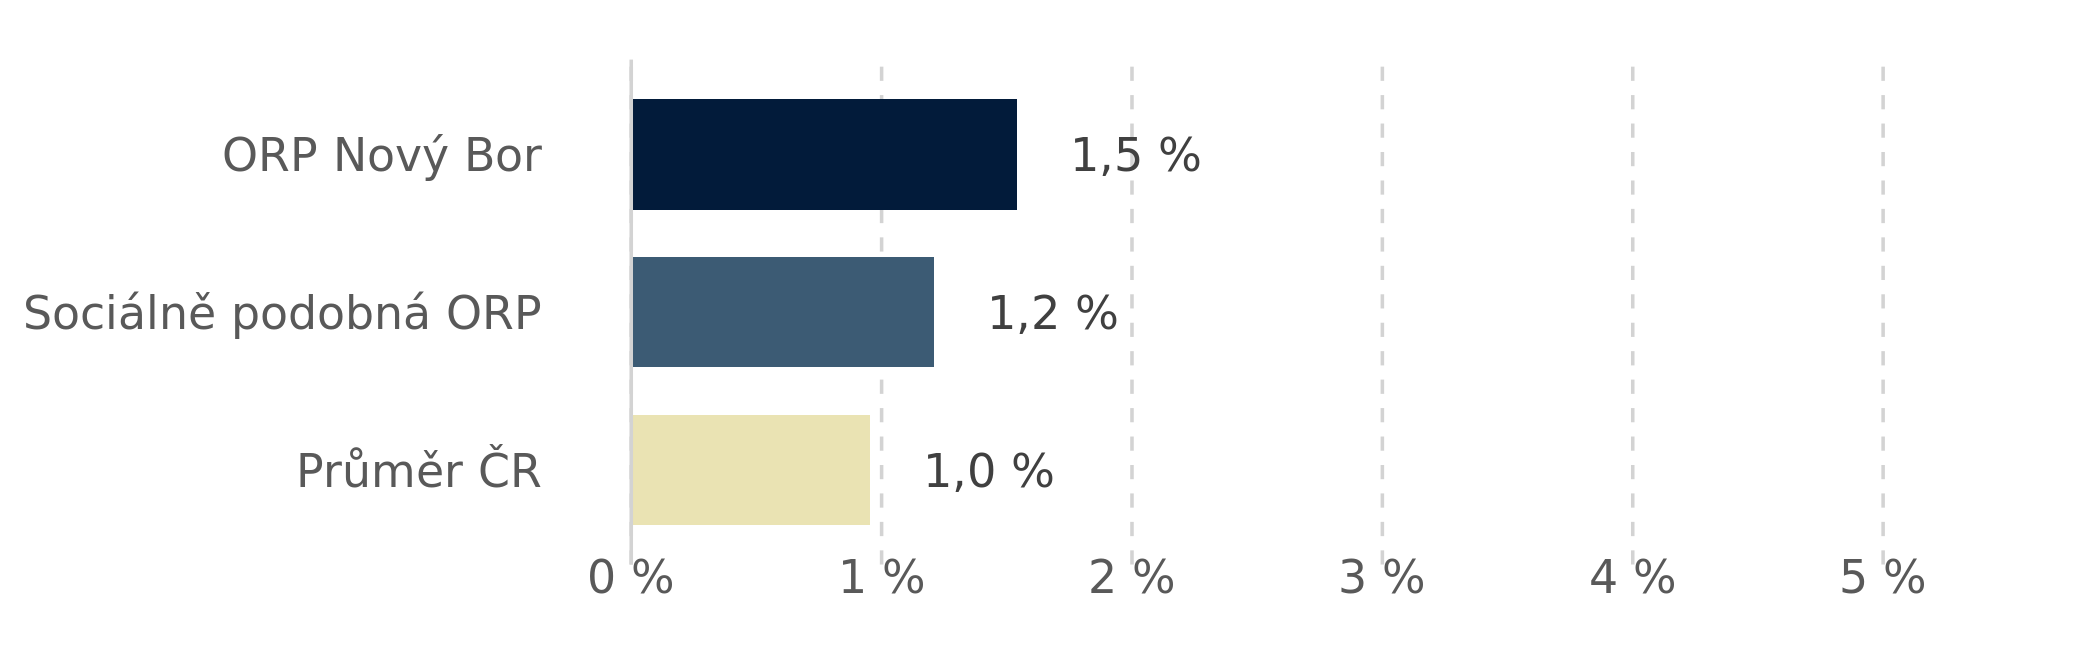 ORP Nový Bor 1,5 %
Sociálně podobná ORP 1,2 %
Průměr ČR 1,0 %
0 % 1 % 2 % 3 % 4 % 5 %